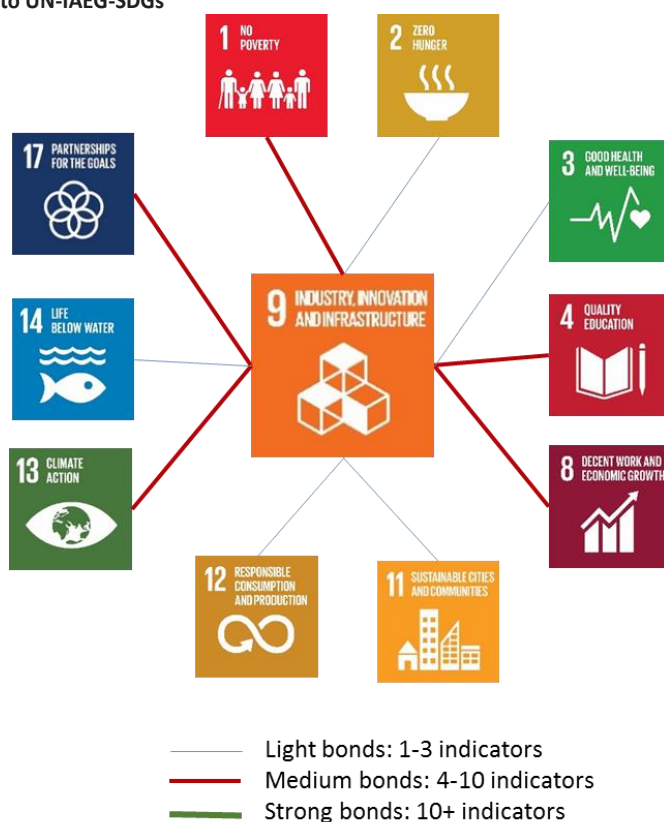 to UN-IAEG-SDGs
1 NO
POVERTY
2 ZERO
HUNGER
17 PARTNERSHIPS
FOR THE GOALS
3 GOOD HEALTH
AND WELL-BEING
9 INDUSTRY, INNOVATION
AND INFRASTRUCTURE
14 LIFE
BELOW WATER
4 QUALITY
EDUCATION
13 CLIMATE
ACTION
8 DECENT WORK AND
ECONOMIC GROWTH
12 RESPONSIBLE
CONSUMPTION
AND PRODUCTION
11 SUSTAINABLE CITIES
AND COMMUNITIES
Light bonds: 1-3 indicators
Medium bonds: 4-10 indicators
Strong bonds: 10+ indicators